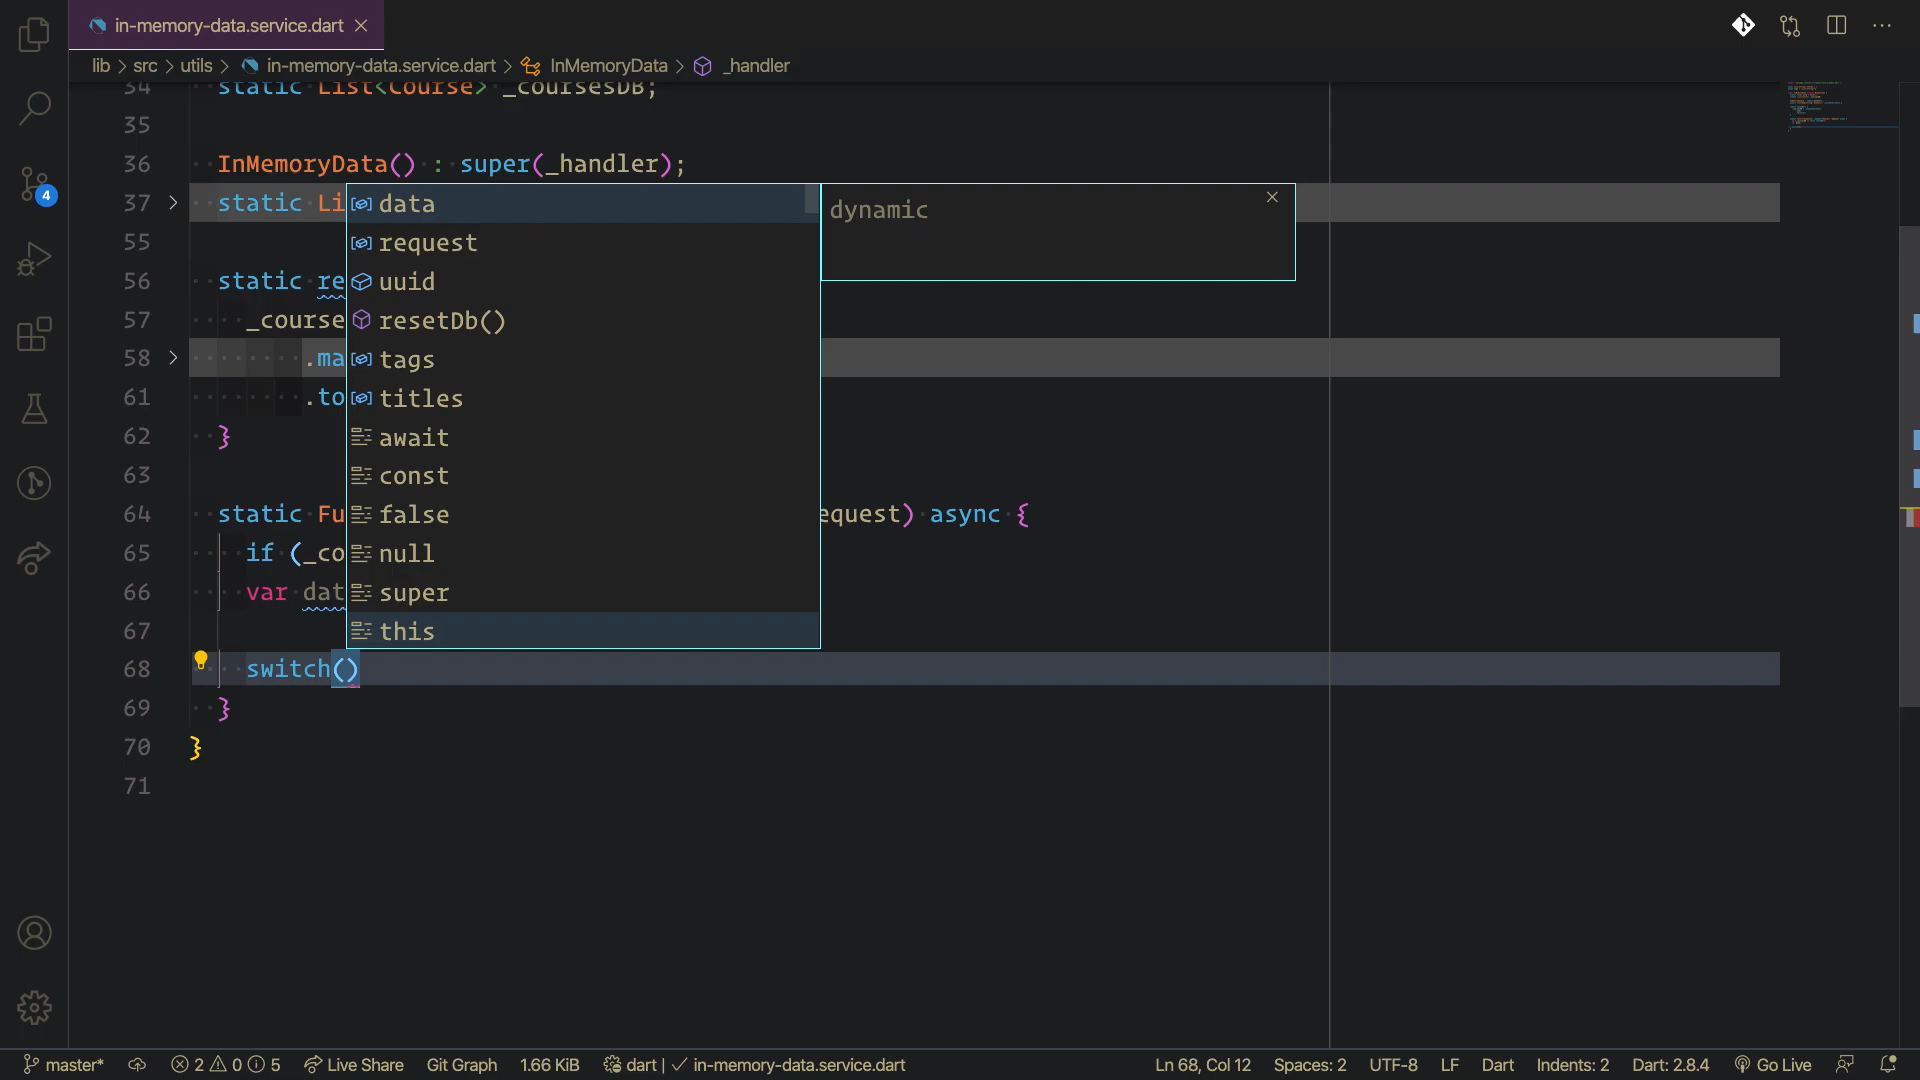 in-memory-data.service.dart
lib > src > utils > in-memory-data.service.dart > InMemoryData > _handler
34 static List<Course> _coursesDB;
35
36 InMemoryData() : super(_handler);
37 static Li
55
56 static re
57 _course
58 .ma
61 .to
62 }
63
64 static Fu equest) async {
65 if (_co
66 var dat
67
68 switch()
69 }
70 }
71
data
request
uuid
resetDb()
tags
titles
await
const
false
null
super
this
dynamic
4
master* 2 0 5 Live Share Git Graph 1.66 KiB dart | ✓ in-memory-data.service.dart Ln 68, Col 12 Spaces: 2 UTF-8 LF Dart Indents: 2 Dart: 2.8.4 Go Live